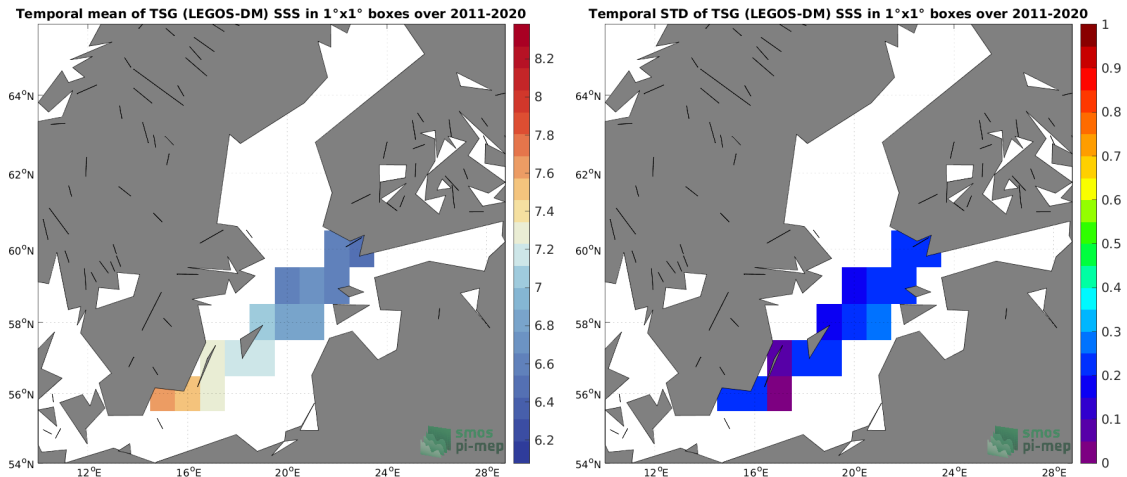 Temporal mean of TSG (LEGOS-DM) SSS in 1°x1° boxes over 2011-2020
64°N
62°N
60°N
58°N
56°N
54°N
12°E
16°E
20°E
24°E
28°E
8.2
8
7.8
7.6
7.4
7.2
7
6.8
6.6
6.4
6.2
smos
pi-mep
Temporal STD of TSG (LEGOS-DM) SSS in 1°x1° boxes over 2011-2020
64°N
62°N
60°N
58°N
56°N
54°N
12°E
16°E
20°E
24°E
28°E
1
0.9
0.8
0.7
0.6
0.5
0.4
0.3
0.2
0.1
0
smos
pi-mep